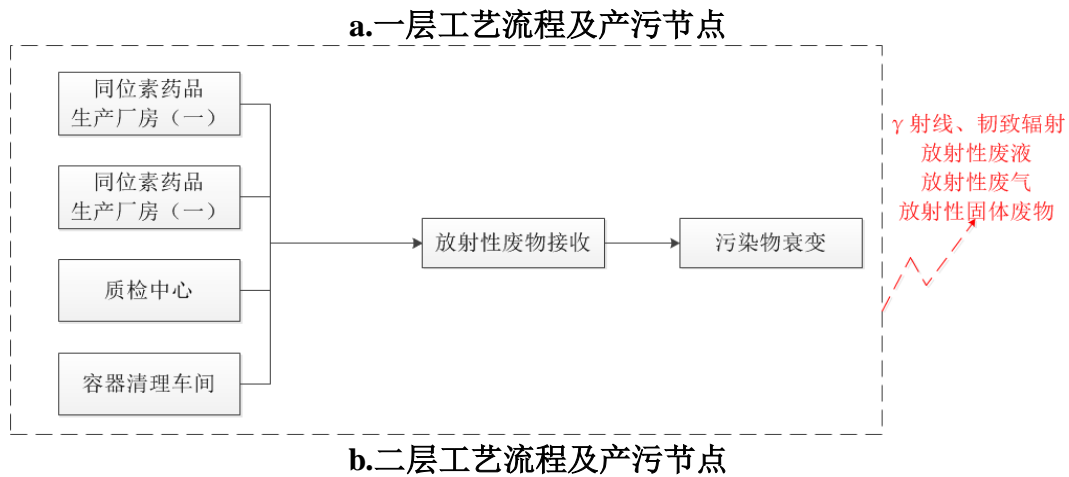 a.一层工艺流程及产污节点
同位素药品
生产厂房（一）
同位素药品
生产厂房（一）
质检中心
容器清理车间
放射性废物接收
污染物衰变
γ射线、韧致辐射
放射性废液
放射性废气
放射性固体废物
b.二层工艺流程及产污节点